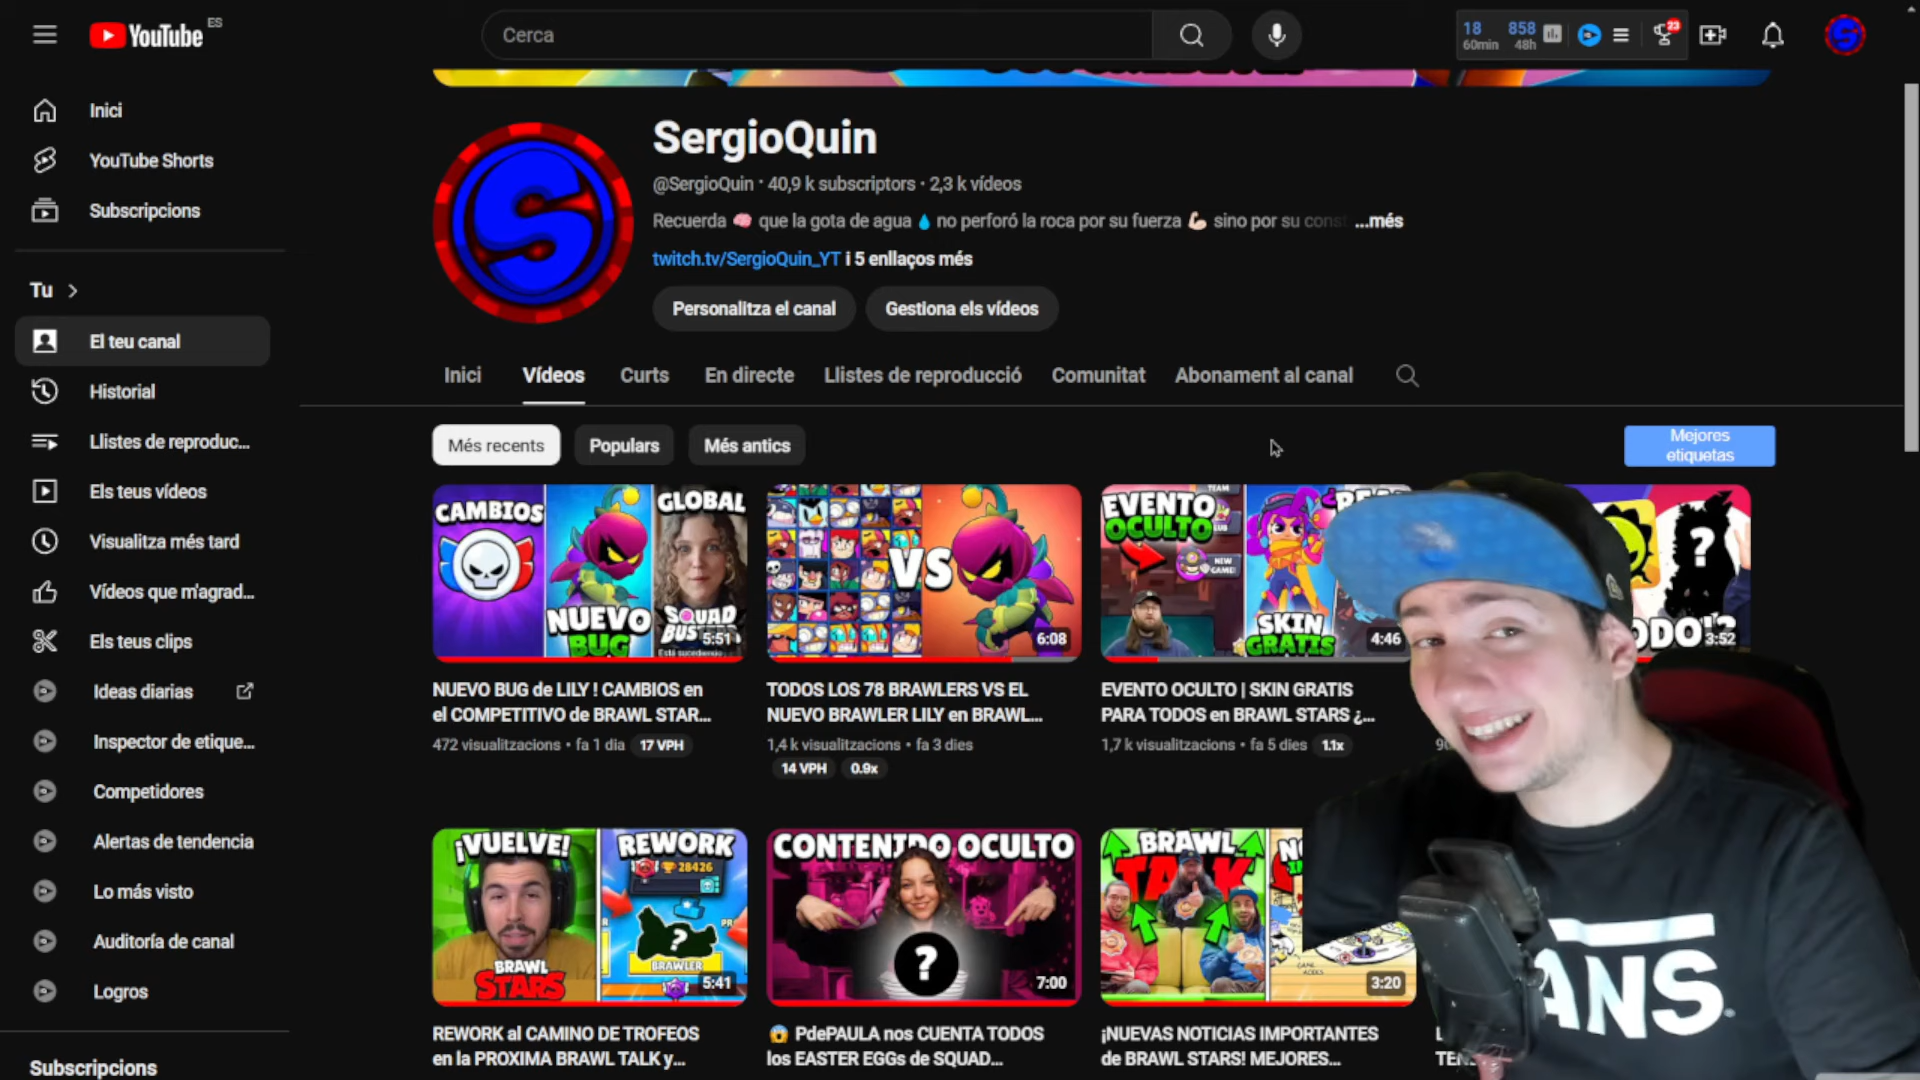 YouTube ES
Cerca
18 858
60min 48h
23
Inici
YouTube Shorts
Subscripcions
Tu
El teu canal
Historial
Llistes de reproduc...
Els teus vídeos
Visualitza més tard
Vídeos que m'agrad...
Els teus clips
Ideas diarias
Inspector de etique...
Competidores
Alertas de tendencia
Lo más visto
Auditoría de canal
Logros
Subscripcions
SergioQuin
@SergioQuin · 40,9 k subscriptors · 2,3 k vídeos
Recuerda 🧠 que la gota de agua 💧 no perforó la roca por su fuerza 💪🏻 sino por su cons ...més
twitch.tv/SergioQuin_YT i 5 enllaços més
Personalitza el canal
Gestiona els vídeos
Inici Vídeos Curts En directe Llistes de reproducció Comunitat Abonament al canal
Més recents Populars Més antics
Mejores
etiquetas
CAMBIOS
NUEVO
BUG
GLOBAL
SQUAD
BUS
5:51
VS
6:08
EVENTO
OCULTO
TEAM
NEW
GAME!
SKIN
GRATIS
4:46
?
ODO!?
3:52
NUEVO BUG de LILY ! CAMBIOS en
el COMPETITIVO de BRAWL STAR...
472 visualitzacions • fa 1 dia 17 VPH
TODOS LOS 78 BRAWLERS VS EL
NUEVO BRAWLER LILY en BRAWL...
1,4 k visualitzacions • fa 3 dies
14 VPH 0.9x
EVENTO OCULTO | SKIN GRATIS
PARA TODOS en BRAWL STARS ¿...
1,7 k visualitzacions • fa 5 dies 1.1x
¡VUELVE!
BRAWL
STARS
REWORK
28426
?
BRAWLER
5:41
CONTENIDO OCULTO
?
7:00
BRAWL
TALK
GAME
MODES
3:20
REWORK al CAMINO DE TROFEOS
en la PROXIMA BRAWL TALK y...
😱 PdePAULA nos CUENTA TODOS
los EASTER EGGs de SQUAD...
¡NUEVAS NOTICIAS IMPORTANTES
de BRAWL STARS! MEJORES...
ANS